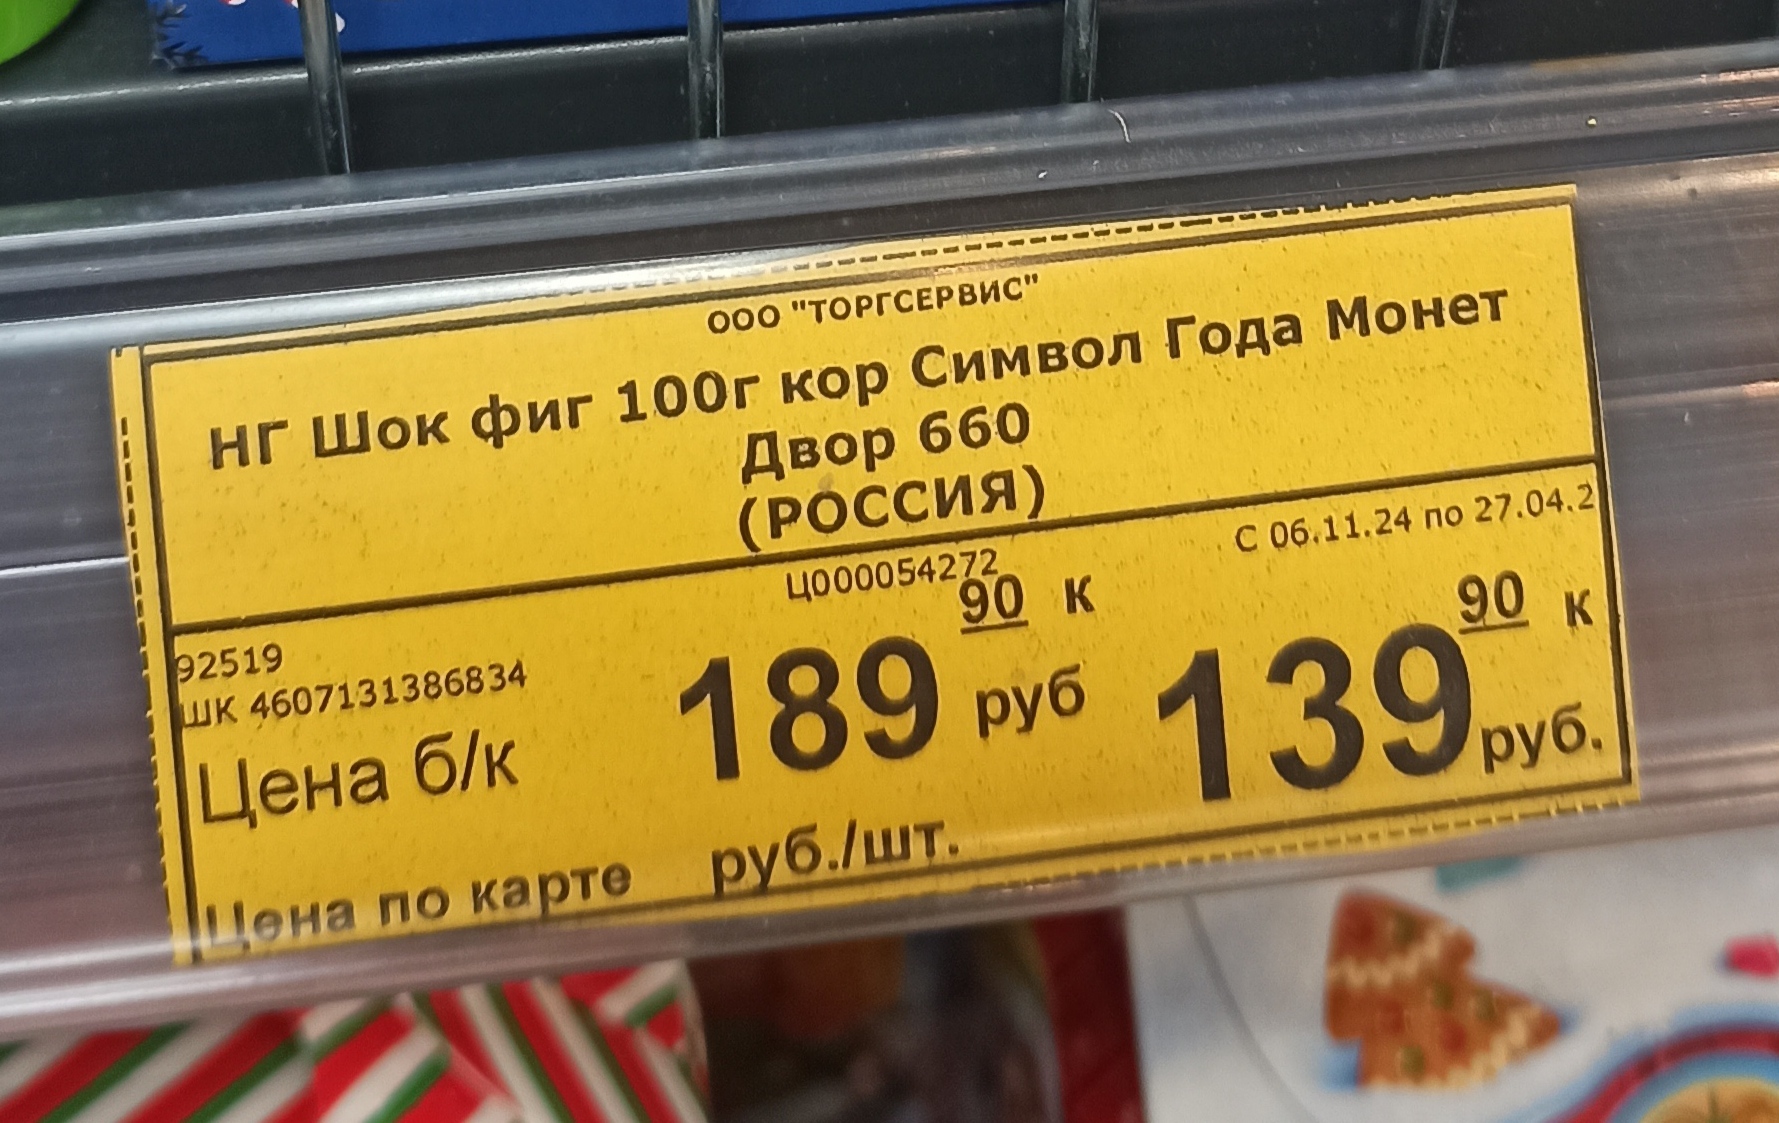 ООО "ТОРГСЕРВИС"
НГ Шок фиг 100г кор Символ Года Монет
Двор 660
(РОССИЯ)
Ц000054272
С 06.11.24 по 27.04.2
92519
ШК 4607131386834
Цена б/к
189 90 к руб
139 90 к руб.
Цена по карте руб./шт.